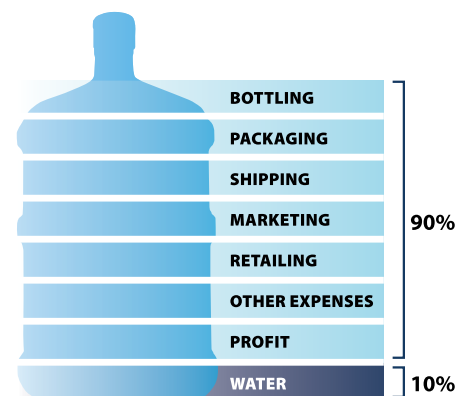 BOTTLING
PACKAGING
SHIPPING
MARKETING
90%
RETAILING
OTHER EXPENSES
PROFIT
WATER
10%